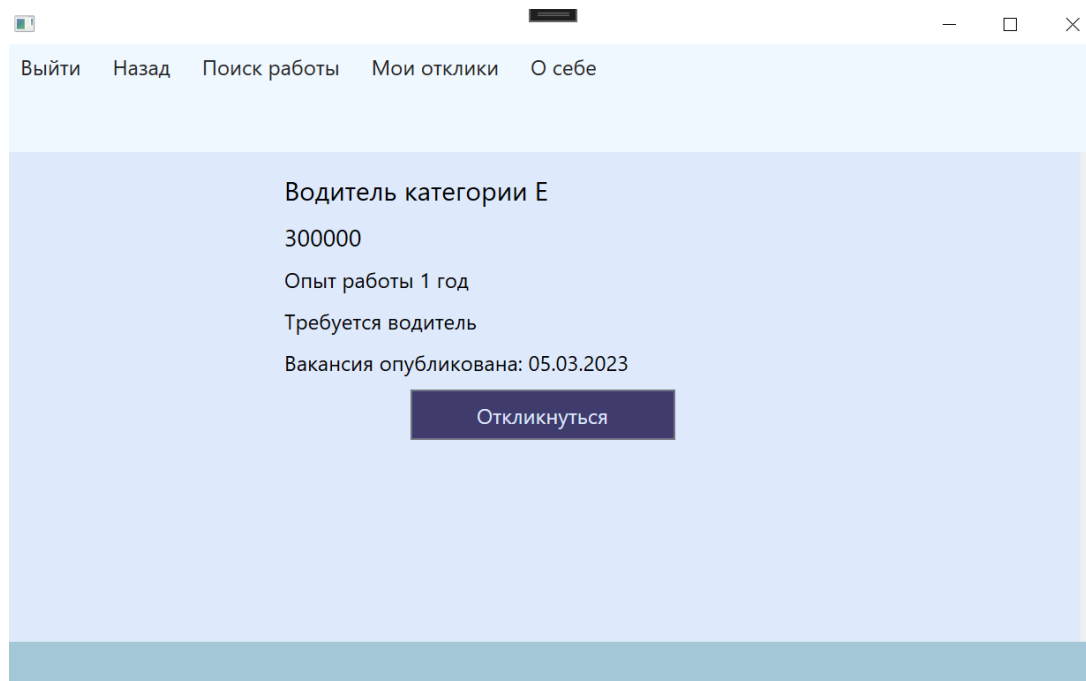 Выйти Назад Поиск работы Мои отклики О себе
Водитель категории Е
300000
Опыт работы 1 год
Требуется водитель
Вакансия опубликована: 05.03.2023
Откликнуться